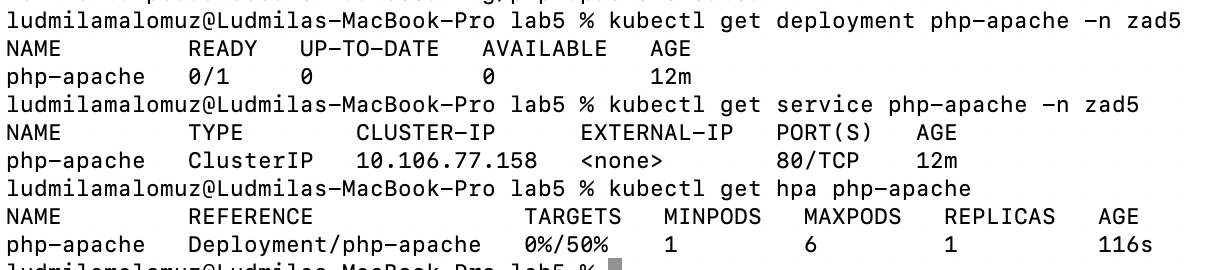 ludmilamalomuz@Ludmilas-MacBook-Pro lab5 % kubectl get deployment php-apache -n zad5
NAME READY UP-TO-DATE AVAILABLE AGE
php-apache 0/1 0 0 12m
ludmilamalomuz@Ludmilas-MacBook-Pro lab5 % kubectl get service php-apache -n zad5
NAME TYPE CLUSTER-IP EXTERNAL-IP PORT(S) AGE
php-apache ClusterIP 10.106.77.158 <none> 80/TCP 12m
ludmilamalomuz@Ludmilas-MacBook-Pro lab5 % kubectl get hpa php-apache
NAME REFERENCE TARGETS MINPODS MAXPODS REPLICAS AGE
php-apache Deployment/php-apache 0%/50% 1 6 1 116s
ludmilamalomuz@Ludmilas-MacBook-Pro lab5 %